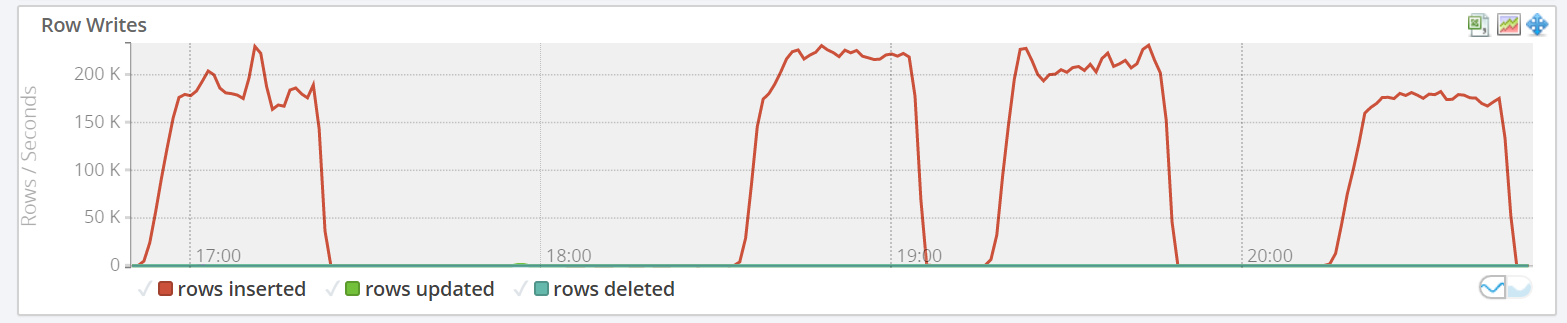 Row Writes
Rows / Seconds
200 K
150 K
100 K
50 K
0
17:00
18:00
19:00
20:00
rows inserted
rows updated
rows deleted